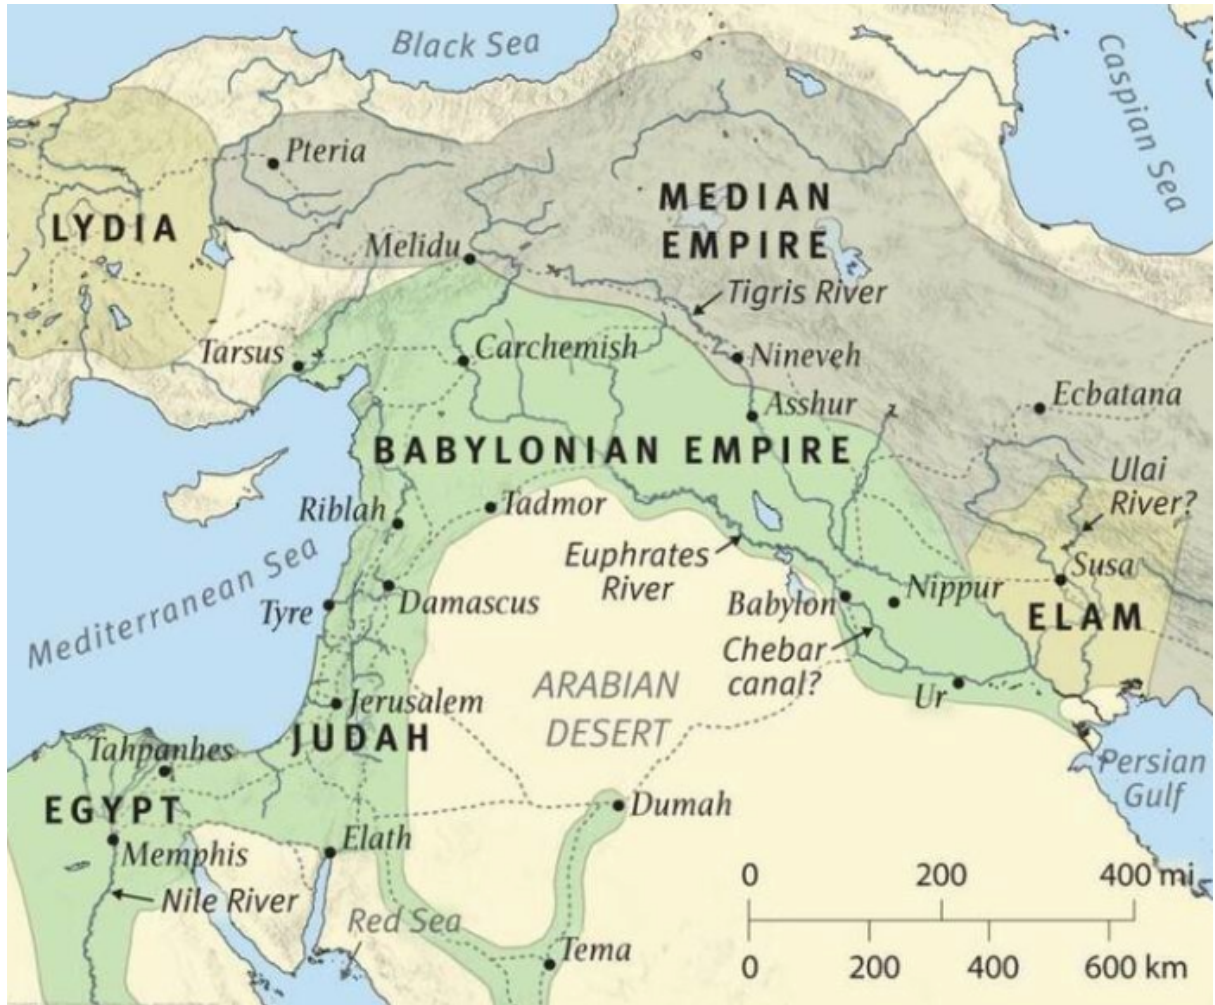 Black Sea
Caspian Sea
Pteria
LYDIA
MEDIAN
EMPIRE
Melidu
Tigris River
Tarsus
Carchemish
Nineveh
Ecbatana
Asshur
BABYLONIAN EMPIRE
Ulai
River?
Riblah
Tadmor
Mediterranean Sea
Euphrates
River
Susa
Nippur
Babylon
ELAM
Tyre
Damascus
Chebar
canal?
Ur
ARABIAN
DESERT
Jerusalem
JUDAH
Tahpanhes
EGYPT
Persian
Gulf
Dumah
Elath
Memphis
Nile River
Red Sea
Tema
0 200 400 mi
0 200 400 600 km